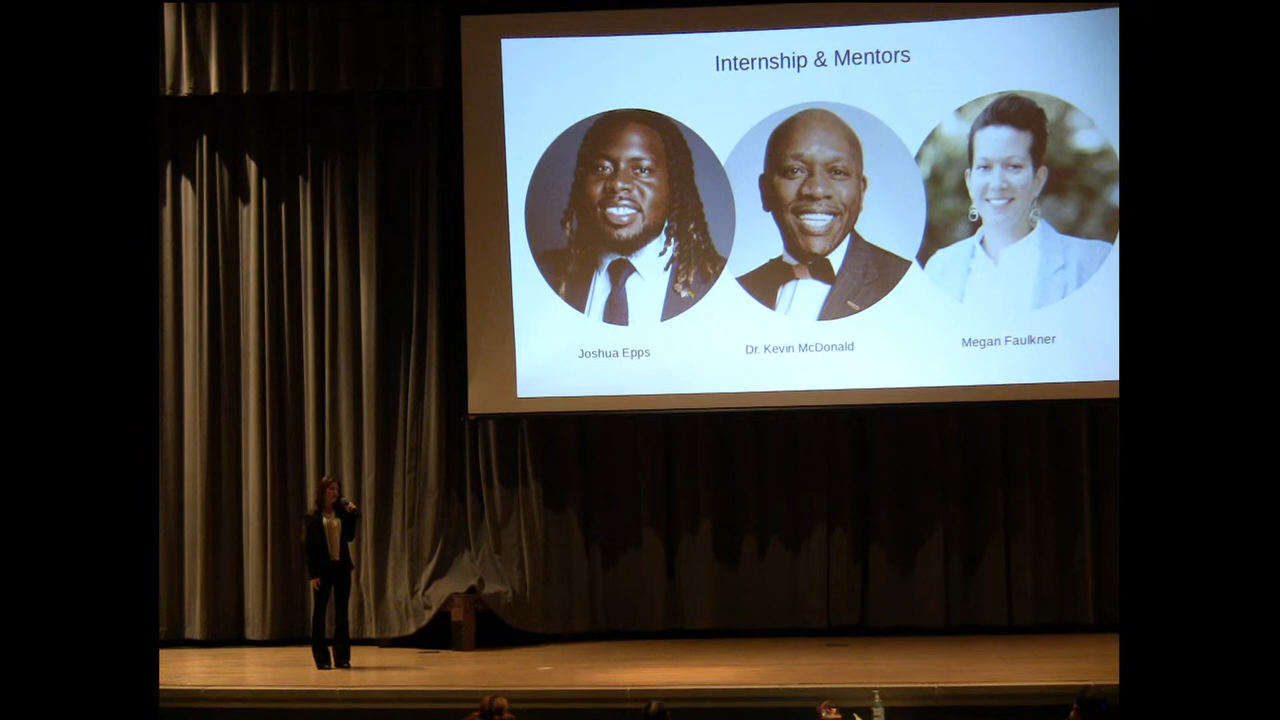 Internship & Mentors
Joshua Epps
Dr. Kevin McDonald
Megan Faulkner